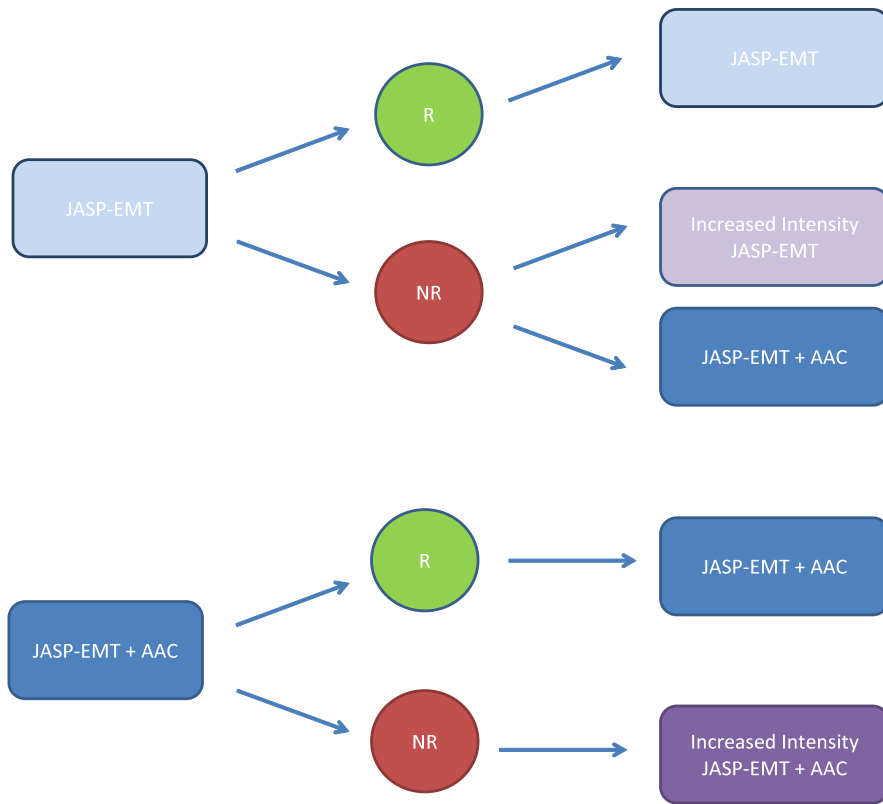 JASP-EMT
R
JASP-EMT
NR
Increased Intensity
JASP-EMT
JASP-EMT + AAC
JASP-EMT + AAC
R
JASP-EMT + AAC
NR
Increased Intensity
JASP-EMT + AAC